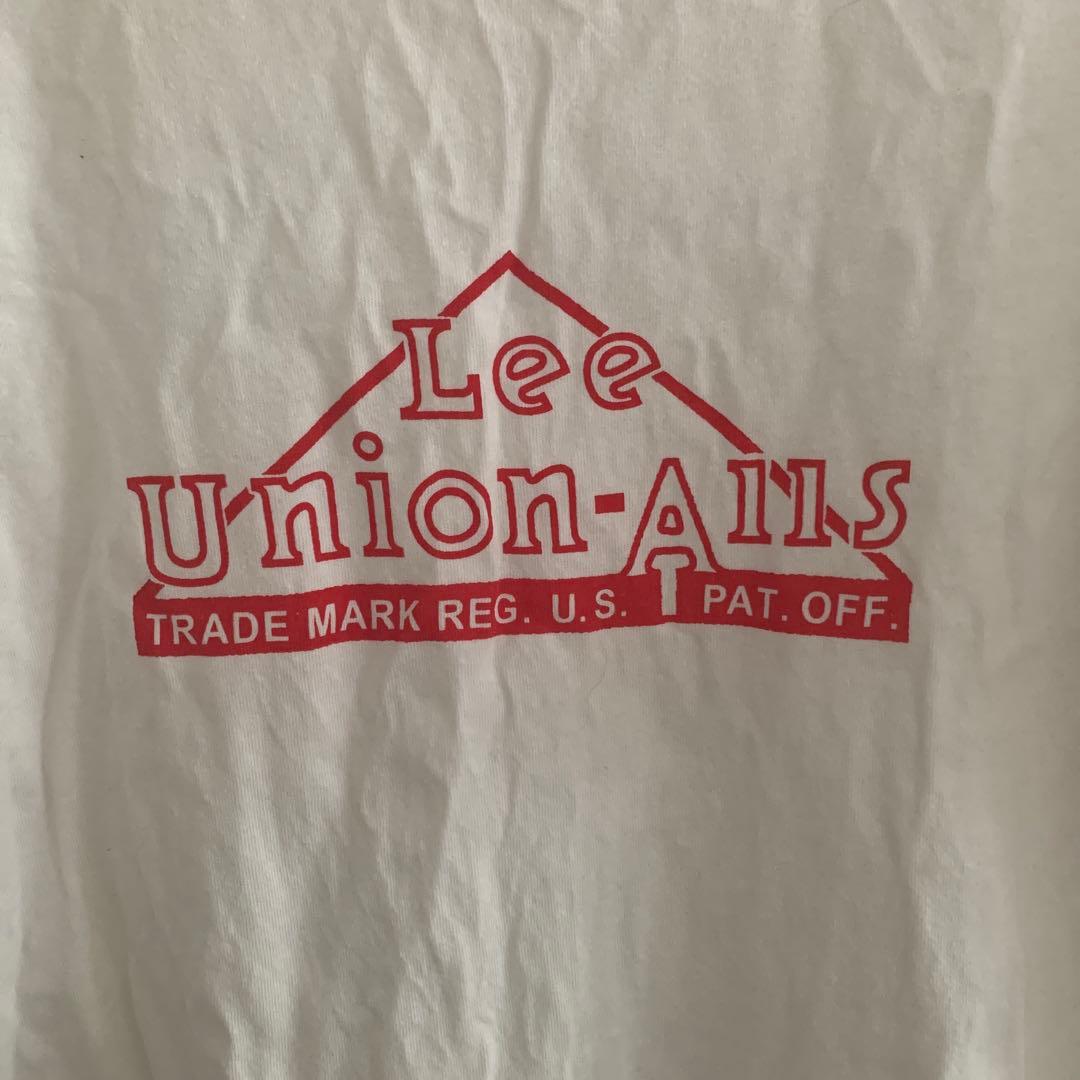 Lee
Union-Alls
TRADE MARK REG. U.S. PAT. OFF.